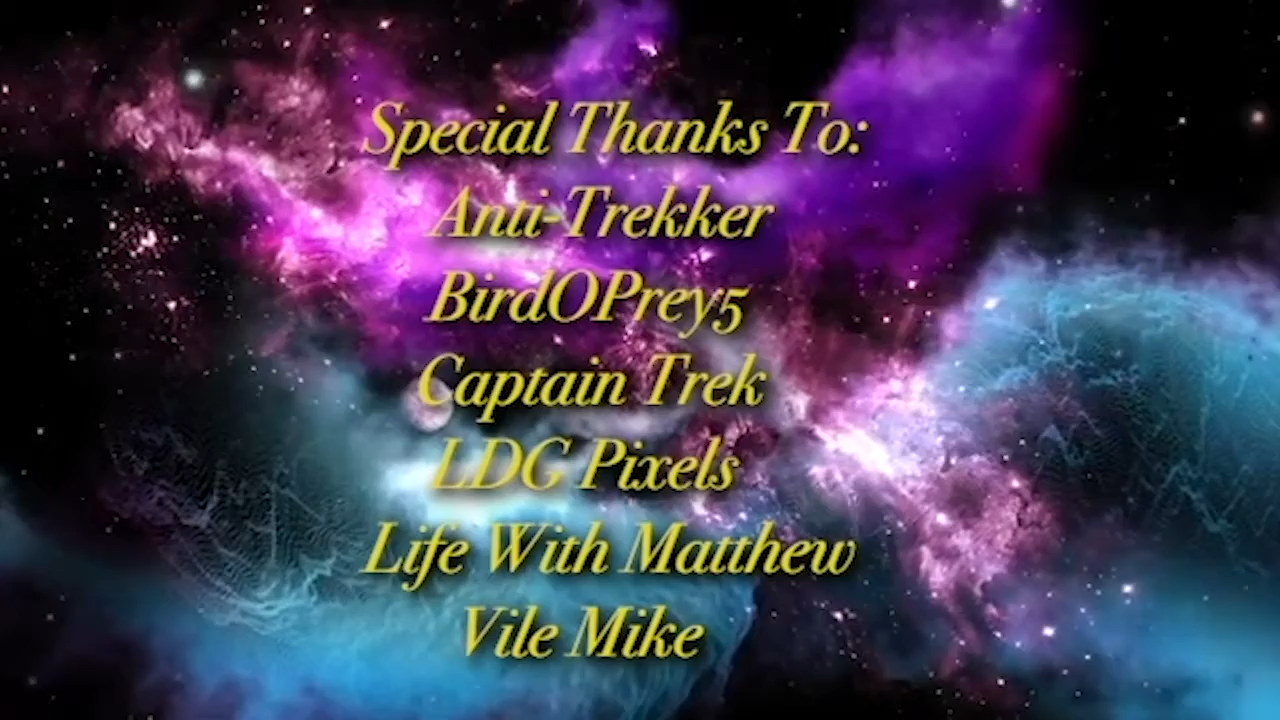 Special Thanks To:
Anti-Trekker
BirdOPrey5
Captain Trek
LDG Pixels
Life With Matthew
Vile Mike